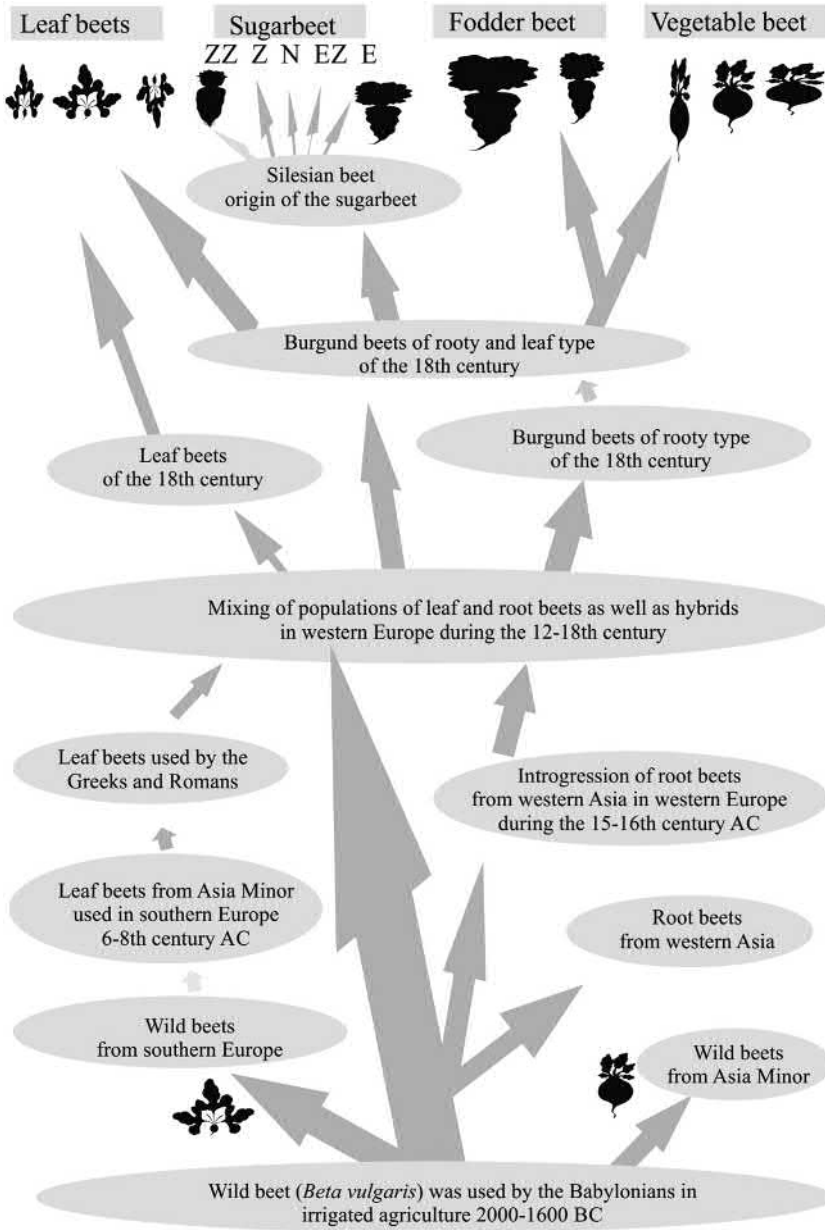 Leaf beets
Sugarbeet
Fodder beet
Vegetable beet
ZZ Z N EZ E
Silesian beet
origin of the sugarbeet
Burgund beets of rooty and leaf type
of the 18th century
Leaf beets
of the 18th century
Burgund beets of rooty type
of the 18th century
Mixing of populations of leaf and root beets as well as hybrids
in western Europe during the 12-18th century
Leaf beets used by the
Greeks and Romans
Introgression of root beets
from western Asia in western Europe
during the 15-16th century AC
Leaf beets from Asia Minor
used in southern Europe
6-8th century AC
Root beets
from western Asia
Wild beets
from southern Europe
Wild beets
from Asia Minor
Wild beet (Beta vulgaris) was used by the Babylonians in
irrigated agriculture 2000-1600 BC